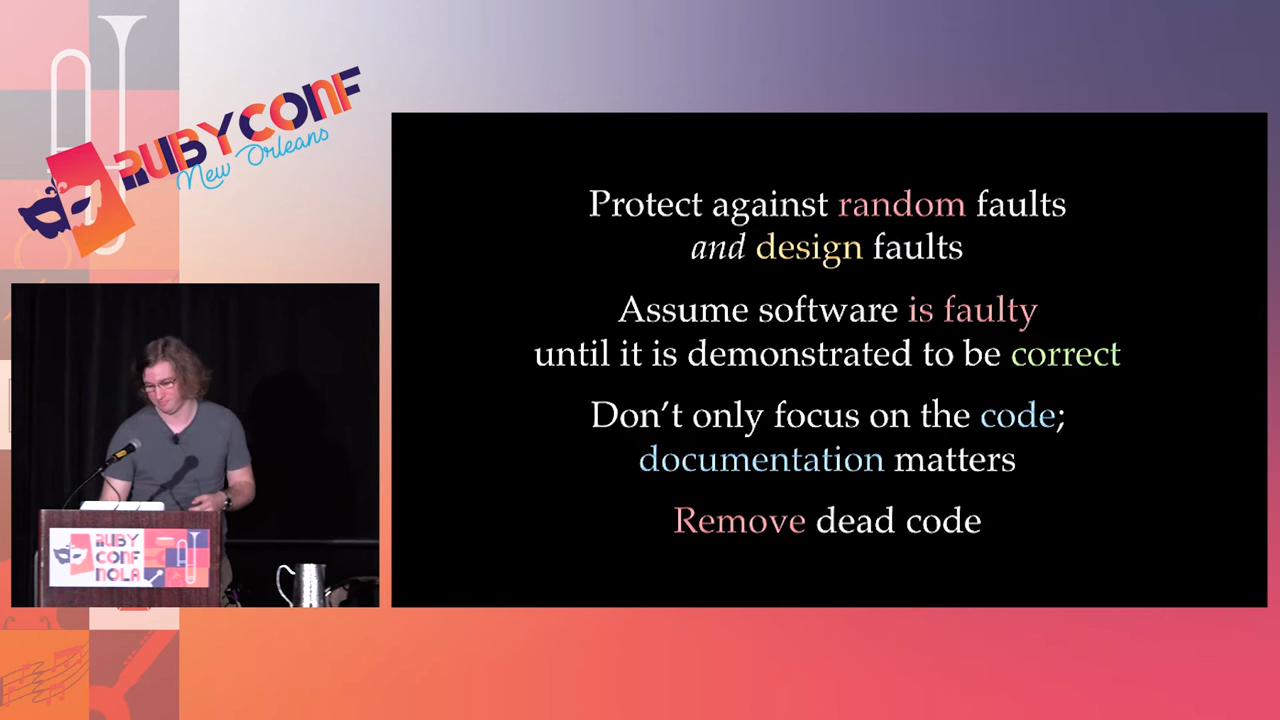 RUBYCONF
New Orleans
Protect against random faults
and design faults
Assume software is faulty
until it is demonstrated to be correct
Don’t only focus on the code;
documentation matters
Remove dead code
RUBY
CONF
NOLA